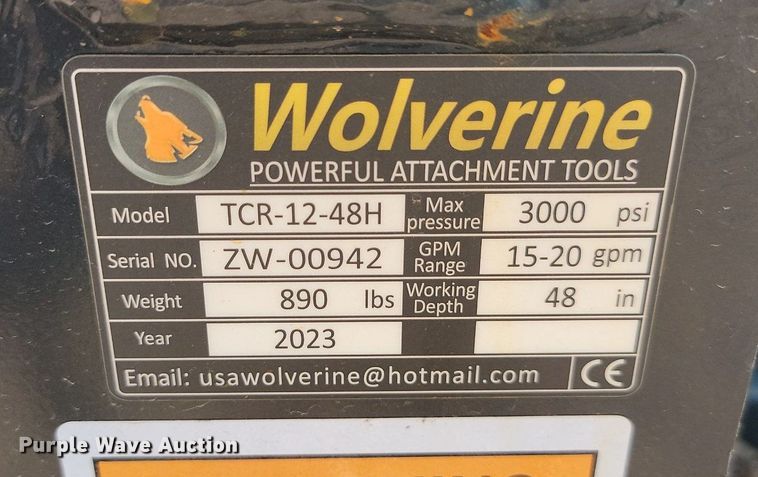 Wolverine
POWERFUL ATTACHMENT TOOLS
Model TCR-12-48H Max pressure 3000 psi
Serial NO. ZW-00942 GPM Range 15-20 gpm
Weight 890 lbs Working Depth 48 in
Year 2023
Email: usawolverine@hotmail.com CE
Purple Wave Auction